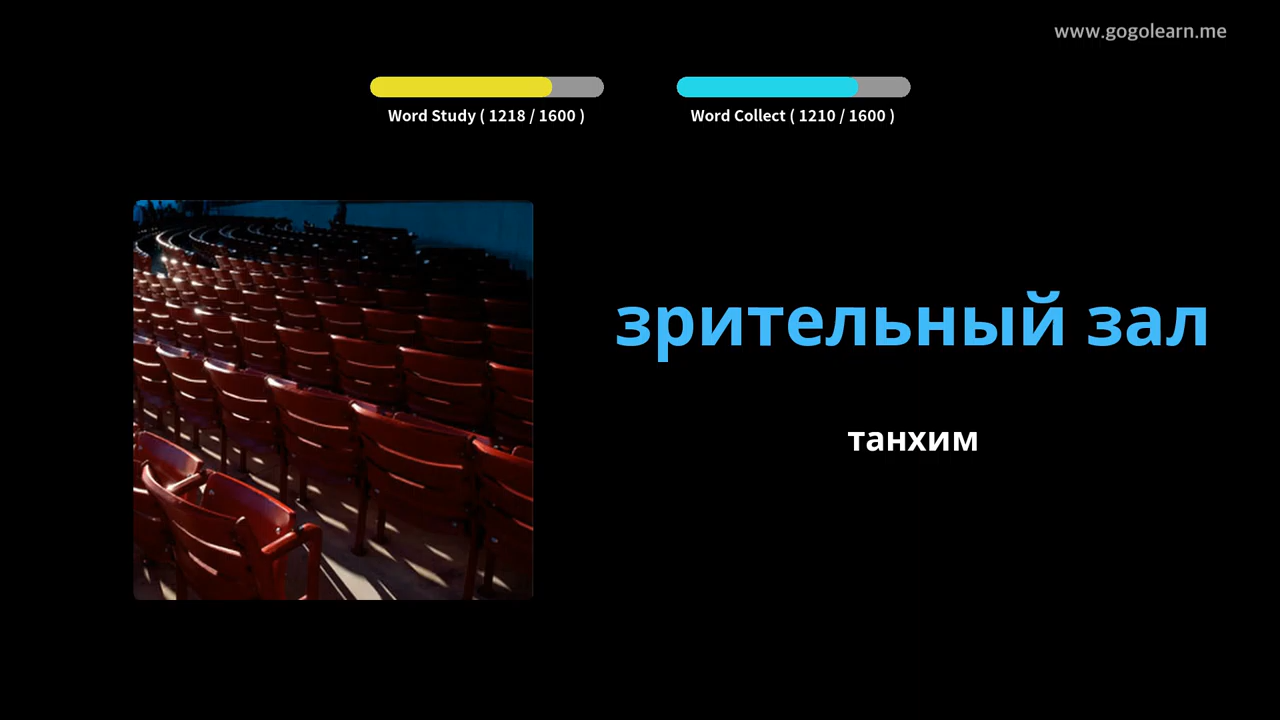 www.gogolearn.me
Word Study ( 1218 / 1600 )
Word Collect ( 1210 / 1600 )
зрительный зал
танхим